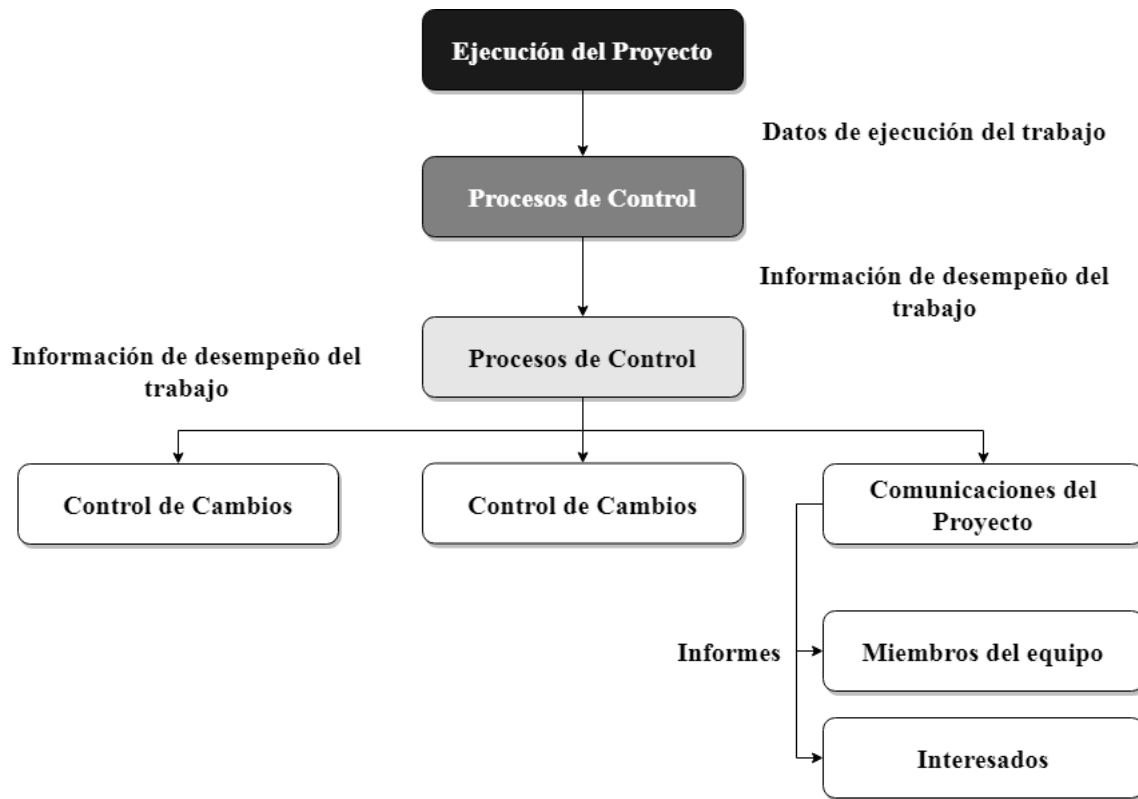 Ejecución del Proyecto
Datos de ejecución del trabajo
Procesos de Control
Información de desempeño del
trabajo
Procesos de Control
Información de desempeño del
trabajo
Control de Cambios
Control de Cambios
Comunicaciones del
Proyecto
Informes
Miembros del equipo
Interesados